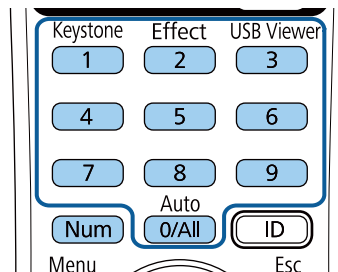 Keystone Effect USB Viewer
1 2 3
4 5 6
7 8 9
Auto
Num 0/All ID
Menu Esc